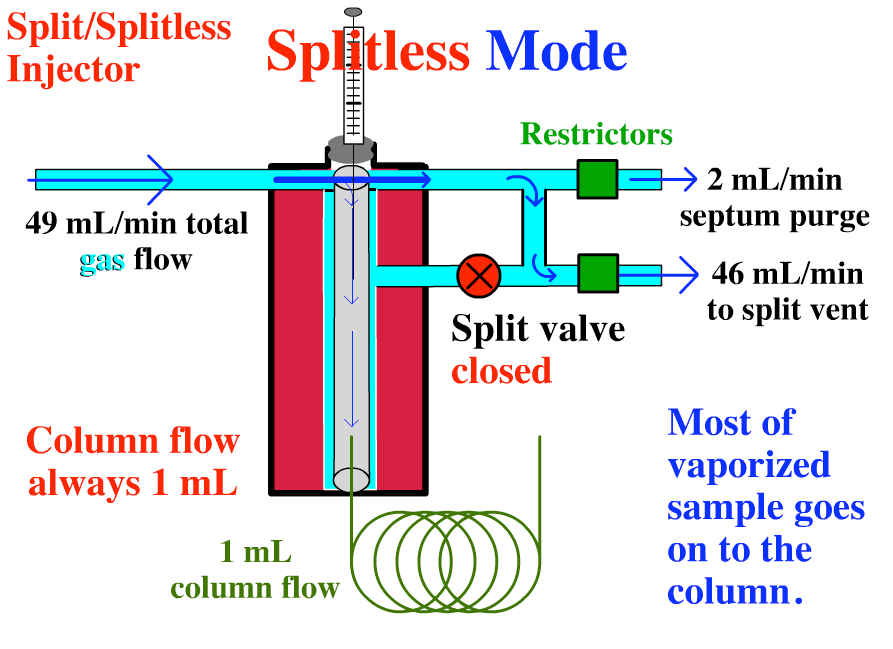 Split/Splitless
Injector
Splitless Mode
Restrictors
2 mL/min
septum purge
49 mL/min total
gas flow
46 mL/min
to split vent
Split valve
closed
Column flow
always 1 mL
Most of
vaporized
sample goes
on to the
column.
1 mL
column flow